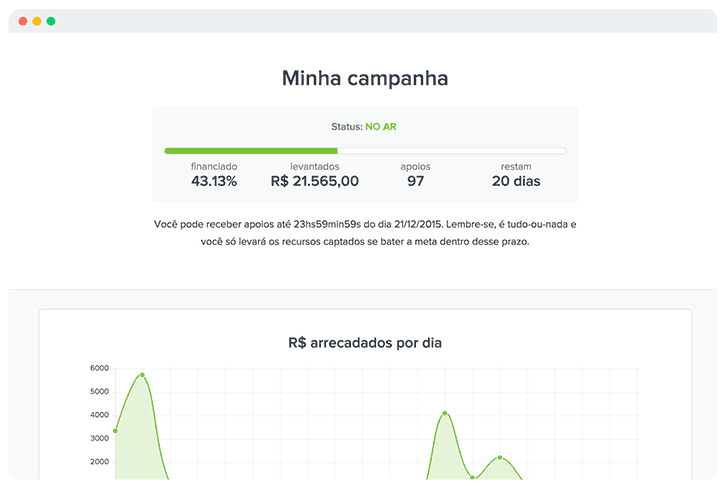 Minha campanha
Status: NO AR
financiado levantados apoios restam
43.13% R$ 21.565,00 97 20 dias
Você pode receber apoios até 23hs59min59s do dia 21/12/2015. Lembre-se, é tudo-ou-nada e
você só levará os recursos captados se bater a meta dentro desse prazo.
R$ arrecadados por dia
6000
5000
4000
3000
2000